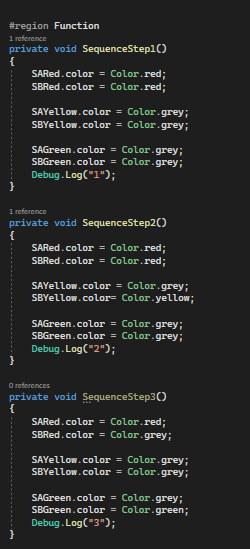 #region Function
1 reference
private void SequenceStep1()
{
SARed.color = Color.red;
SBRed.color = Color.red;
SAYellow.color = Color.grey;
SBYellow.color = Color.grey;
SAGreen.color = Color.grey;
SBGreen.color = Color.grey;
Debug.Log("1");
}
1 reference
private void SequenceStep2()
{
SARed.color = Color.red;
SBRed.color = Color.red;
SAYellow.color = Color.grey;
SBYellow.color= Color.yellow;
SAGreen.color = Color.grey;
SBGreen.color = Color.grey;
Debug.Log("2");
}
0 references
private void SequenceStep3()
{
SARed.color = Color.red;
SBRed.color = Color.grey;
SAYellow.color = Color.grey;
SBYellow.color = Color.grey;
SAGreen.color = Color.grey;
SBGreen.color = Color.green;
Debug.Log("3");
}